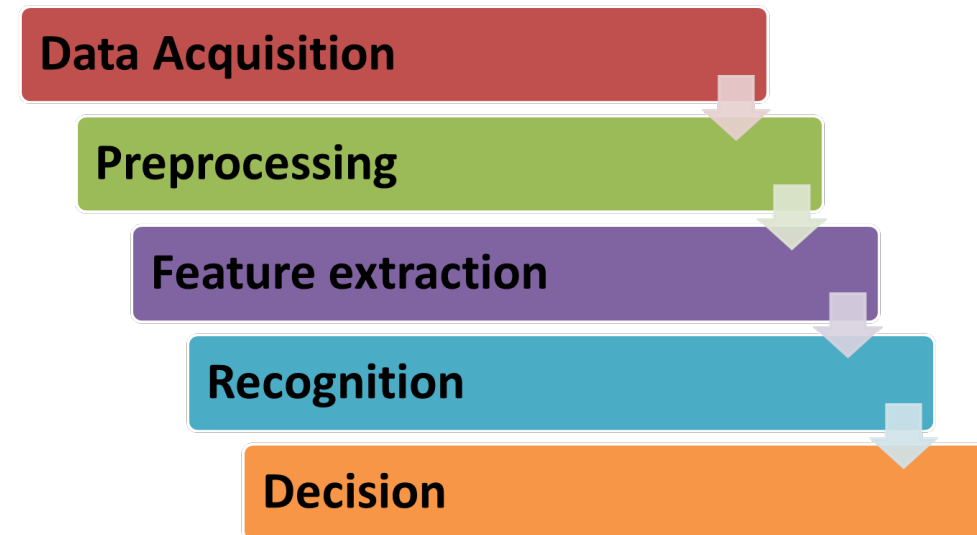 Data Acquisition
Preprocessing
Feature extraction
Recognition
Decision